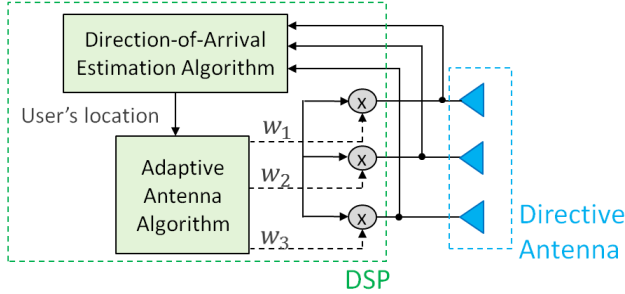 Direction-of-Arrival
Estimation Algorithm
User's location
Adaptive
Antenna
Algorithm
w₁
w₂
w₃
x
x
x
Directive
Antenna
DSP